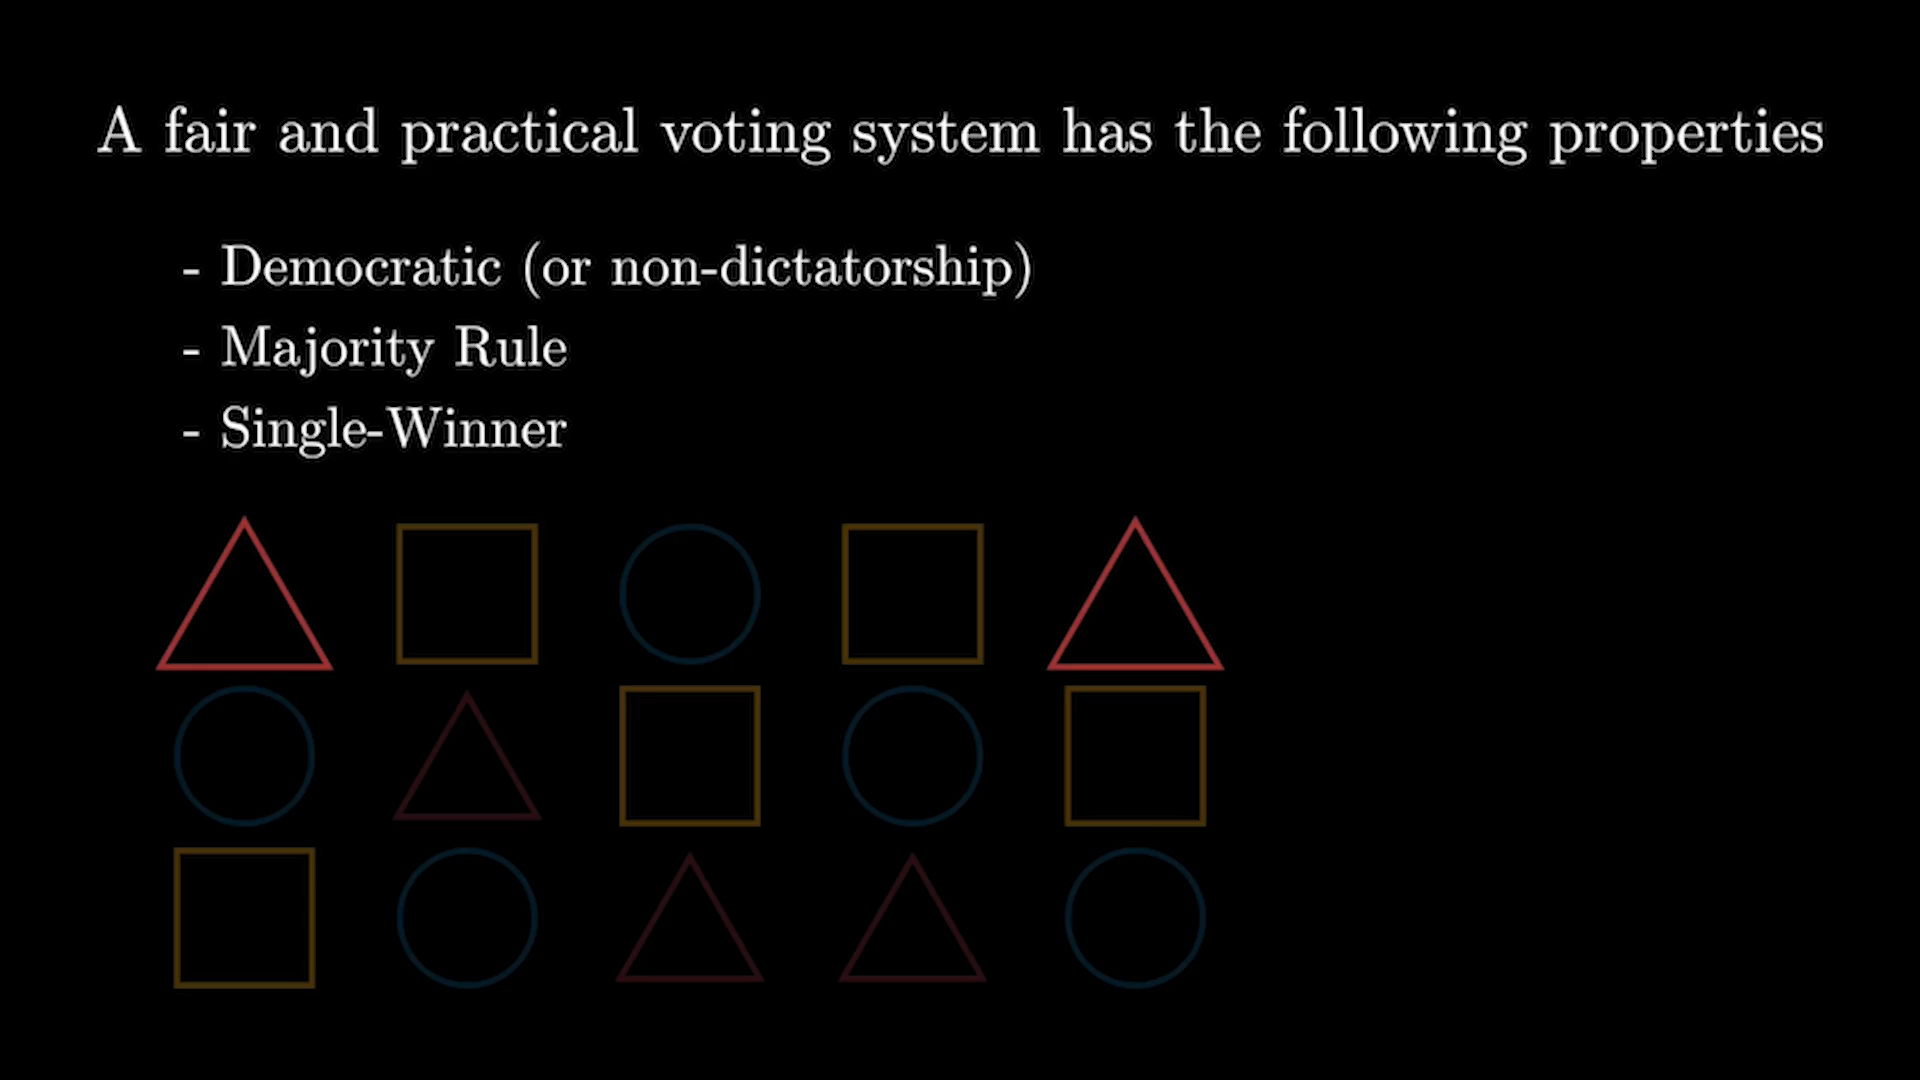 A fair and practical voting system has the following properties
- Democratic (or non-dictatorship)
- Majority Rule
- Single-Winner